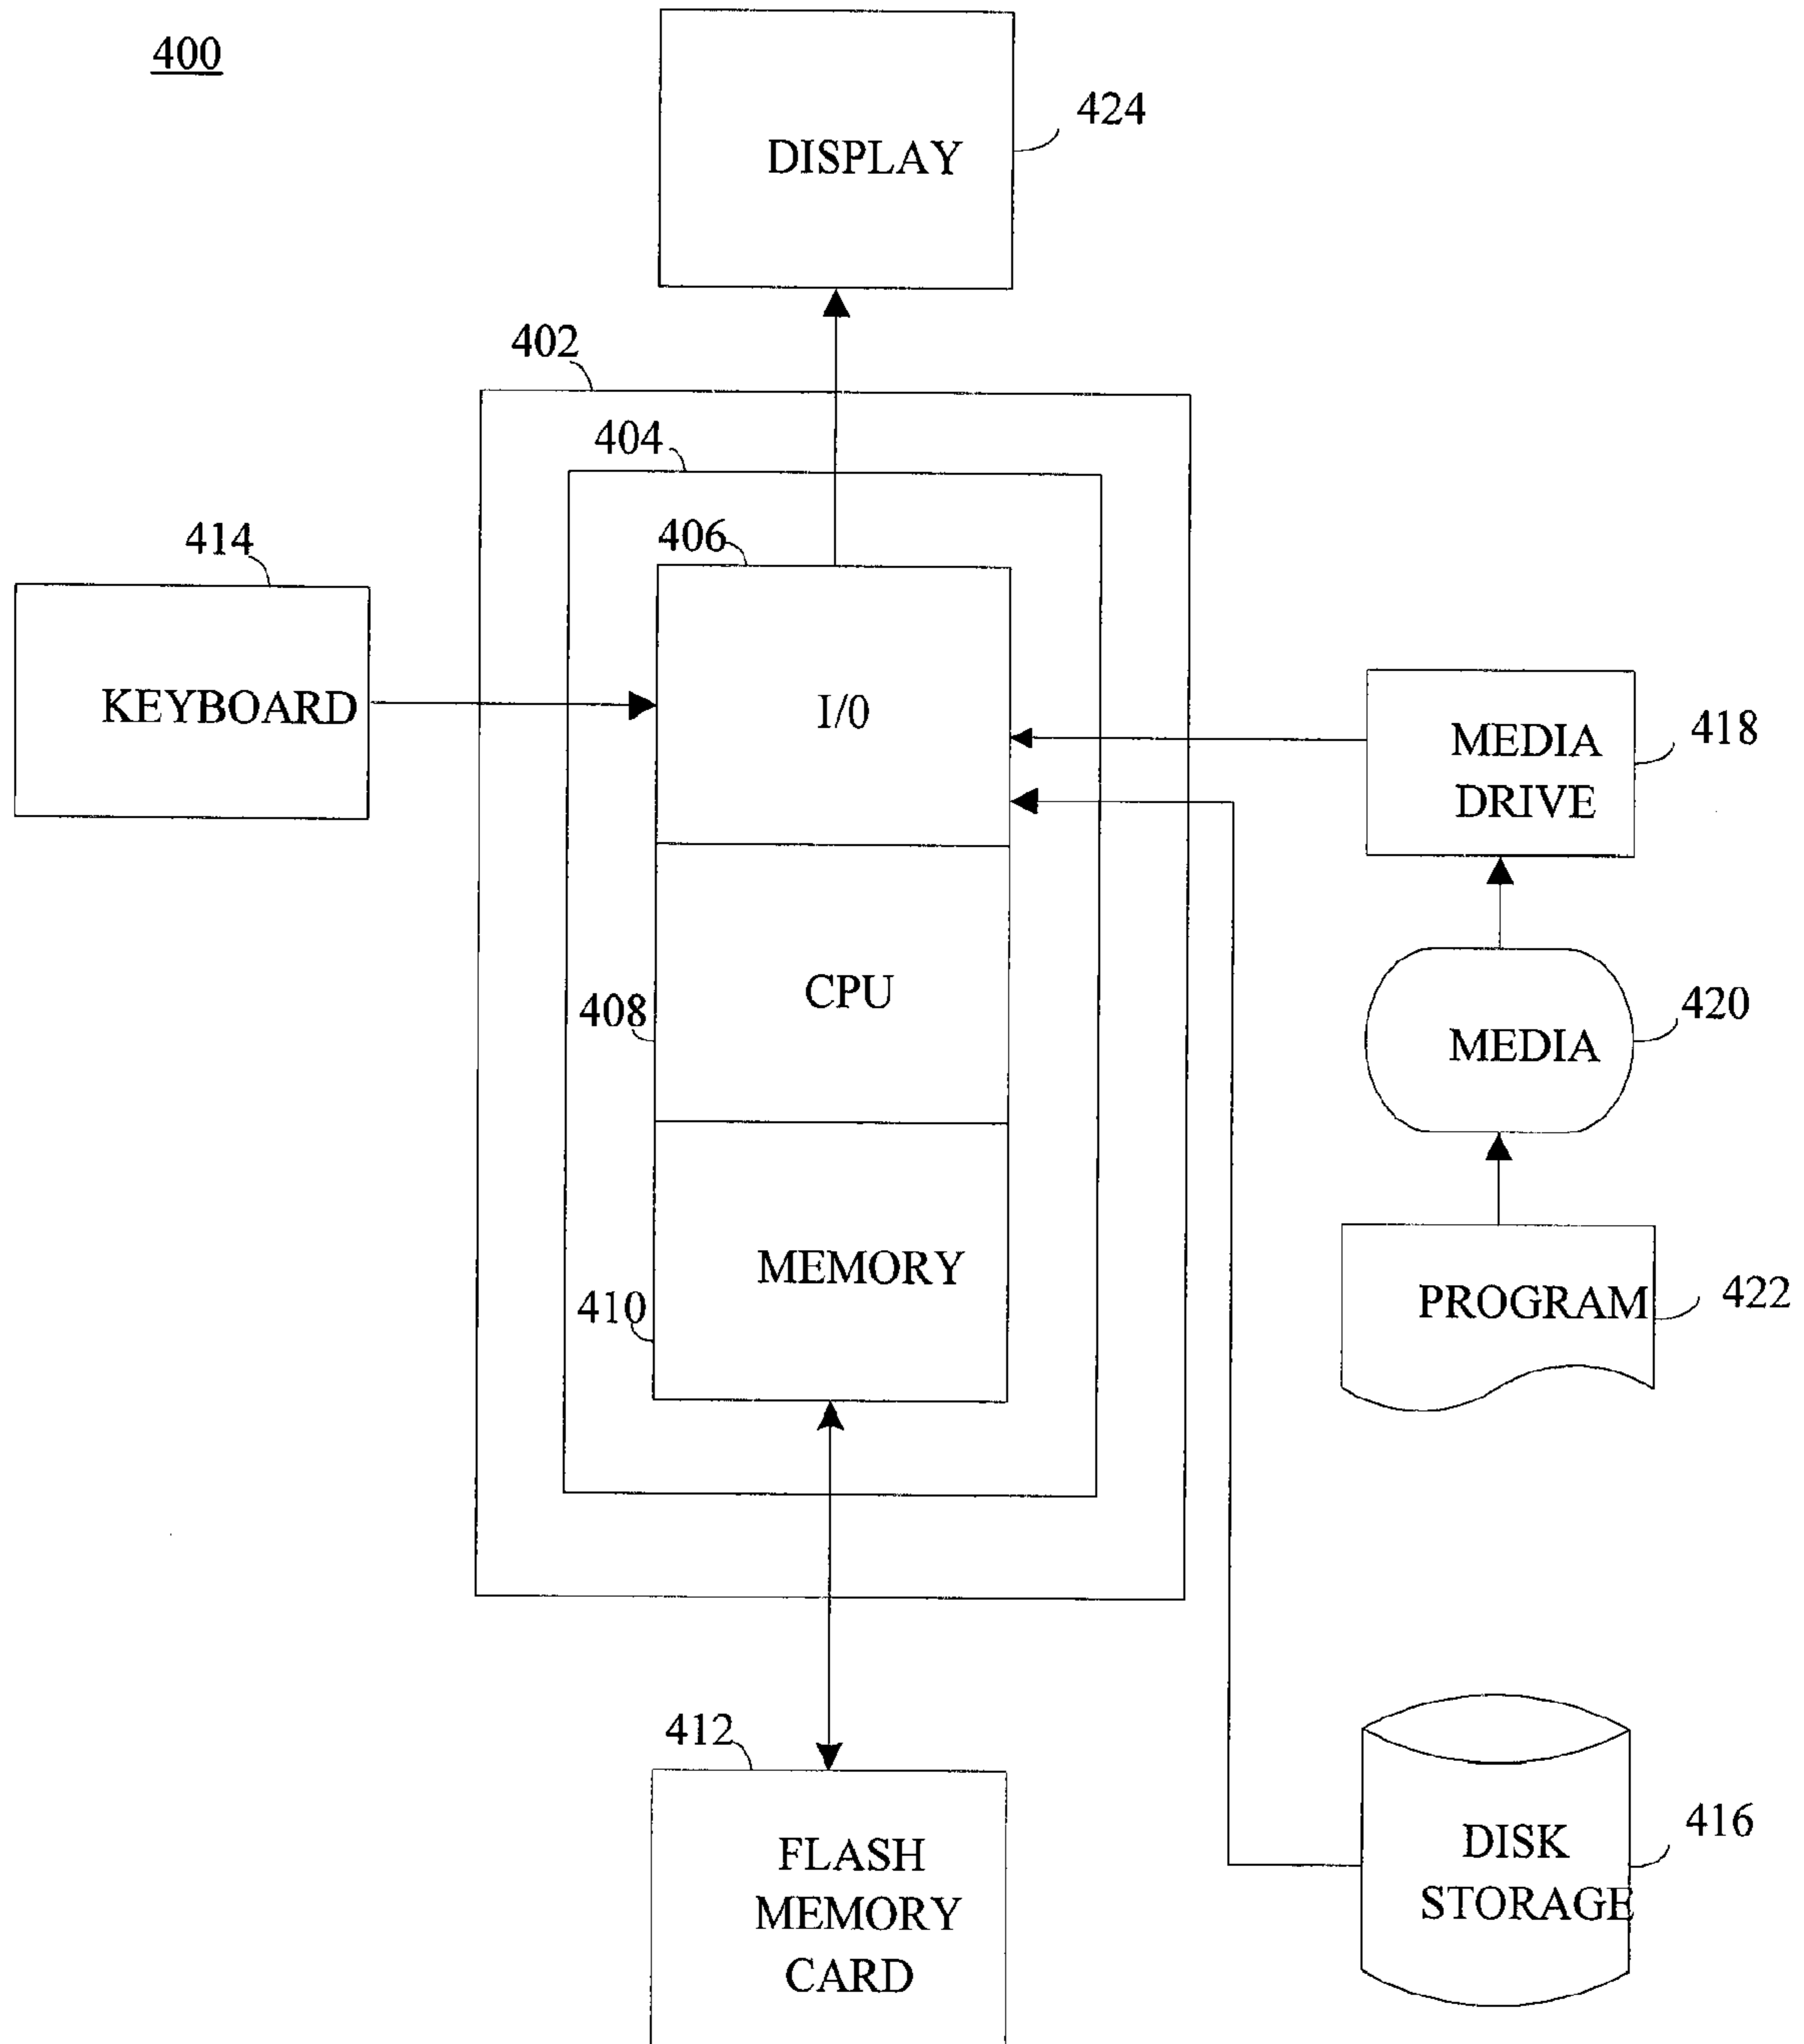 400
DISPLAY
424
402
404
406
414
KEYBOARD
I/0
MEDIA
DRIVE
418
CPU
408
MEDIA
420
MEMORY
410
PROGRAM
422
412
FLASH
MEMORY
CARD
DISK
STORAGE
416